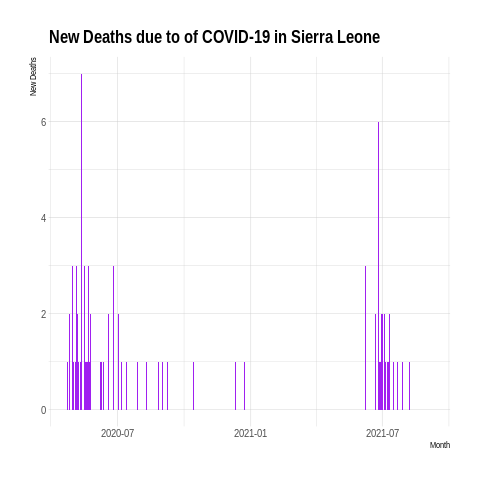 New Deaths due to of COVID-19 in Sierra Leone
New Deaths
6
4
2
0
2020-07
2021-01
2021-07
Month